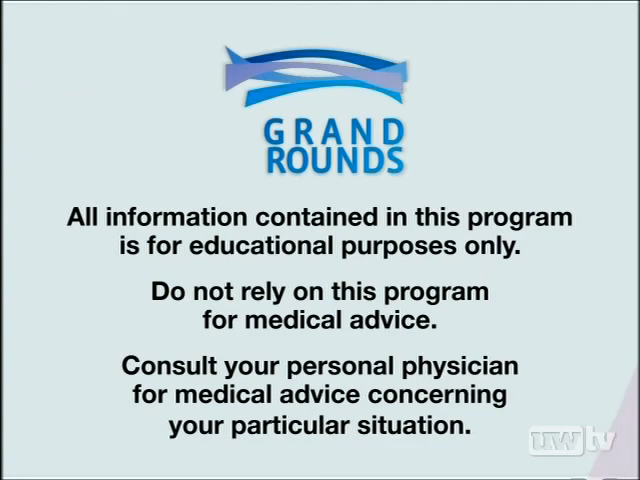 GRAND
ROUNDS
All information contained in this program
is for educational purposes only.
Do not rely on this program
for medical advice.
Consult your personal physician
for medical advice concerning
your particular situation.
uwtv